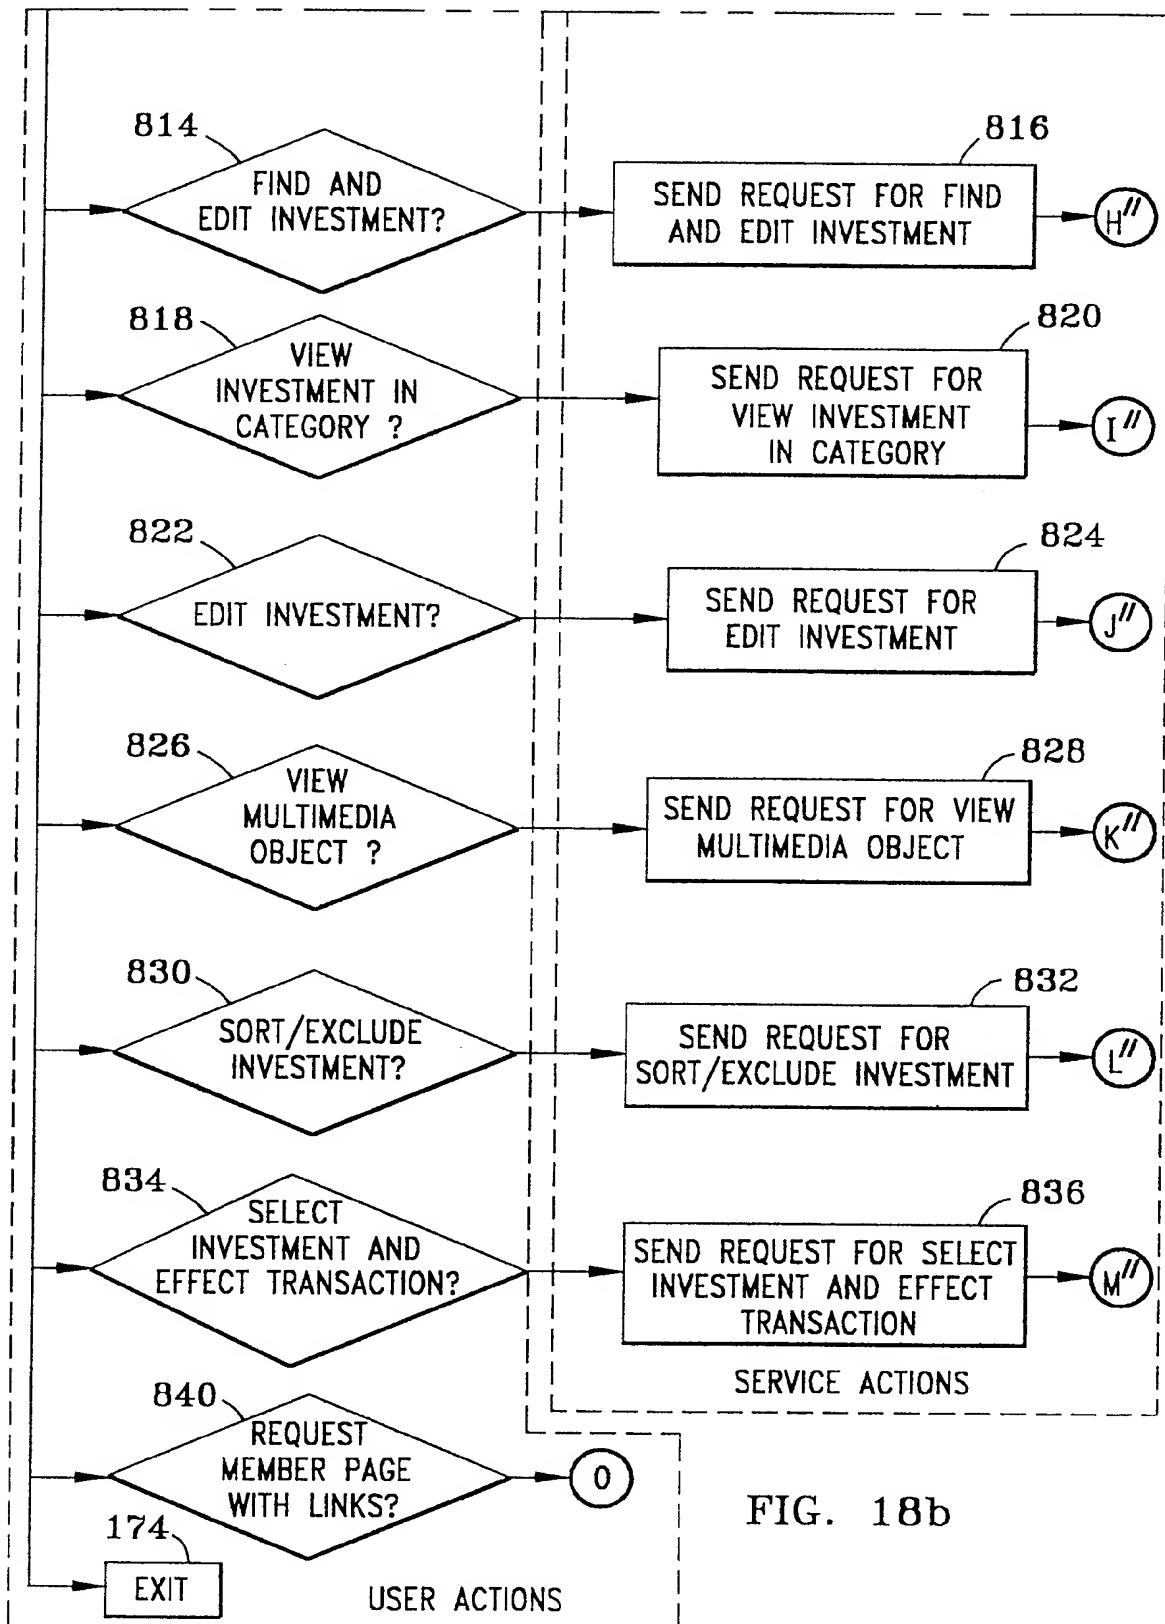 814
FIND AND
EDIT INVESTMENT?
816
SEND REQUEST FOR FIND
AND EDIT INVESTMENT
H"
818
VIEW
INVESTMENT IN
CATEGORY ?
820
SEND REQUEST FOR
VIEW INVESTMENT
IN CATEGORY
I"
822
EDIT INVESTMENT?
824
SEND REQUEST FOR
EDIT INVESTMENT
J"
826
VIEW
MULTIMEDIA
OBJECT ?
828
SEND REQUEST FOR VIEW
MULTIMEDIA OBJECT
K"
830
SORT/EXCLUDE
INVESTMENT?
832
SEND REQUEST FOR
SORT/EXCLUDE INVESTMENT
L"
834
SELECT
INVESTMENT AND
EFFECT TRANSACTION?
836
SEND REQUEST FOR SELECT
INVESTMENT AND EFFECT
TRANSACTION
M"
SERVICE ACTIONS
840
REQUEST
MEMBER PAGE
WITH LINKS?
O
FIG. 18b
174
EXIT
USER ACTIONS